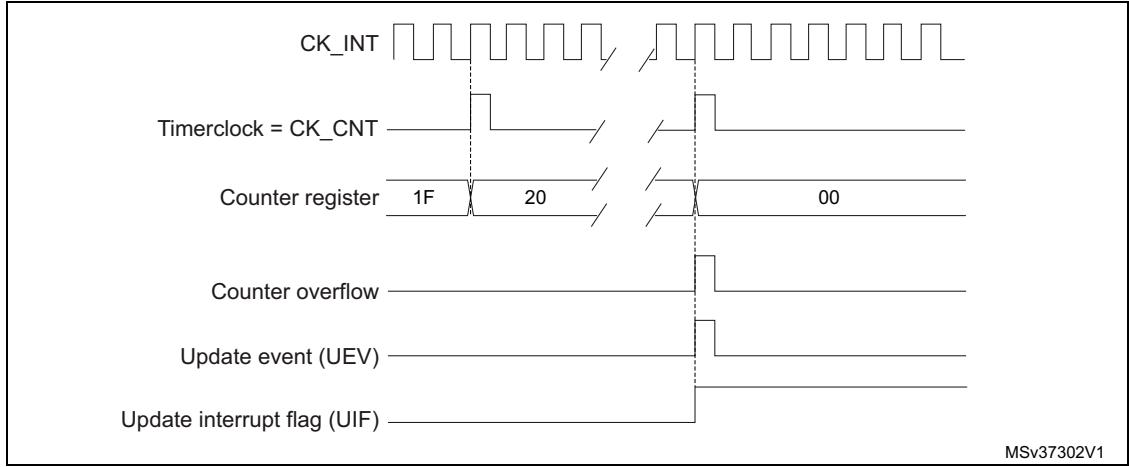 CK_INT
Timerclock = CK_CNT
Counter register 1F 20 00
Counter overflow
Update event (UEV)
Update interrupt flag (UIF)
MSv37302V1